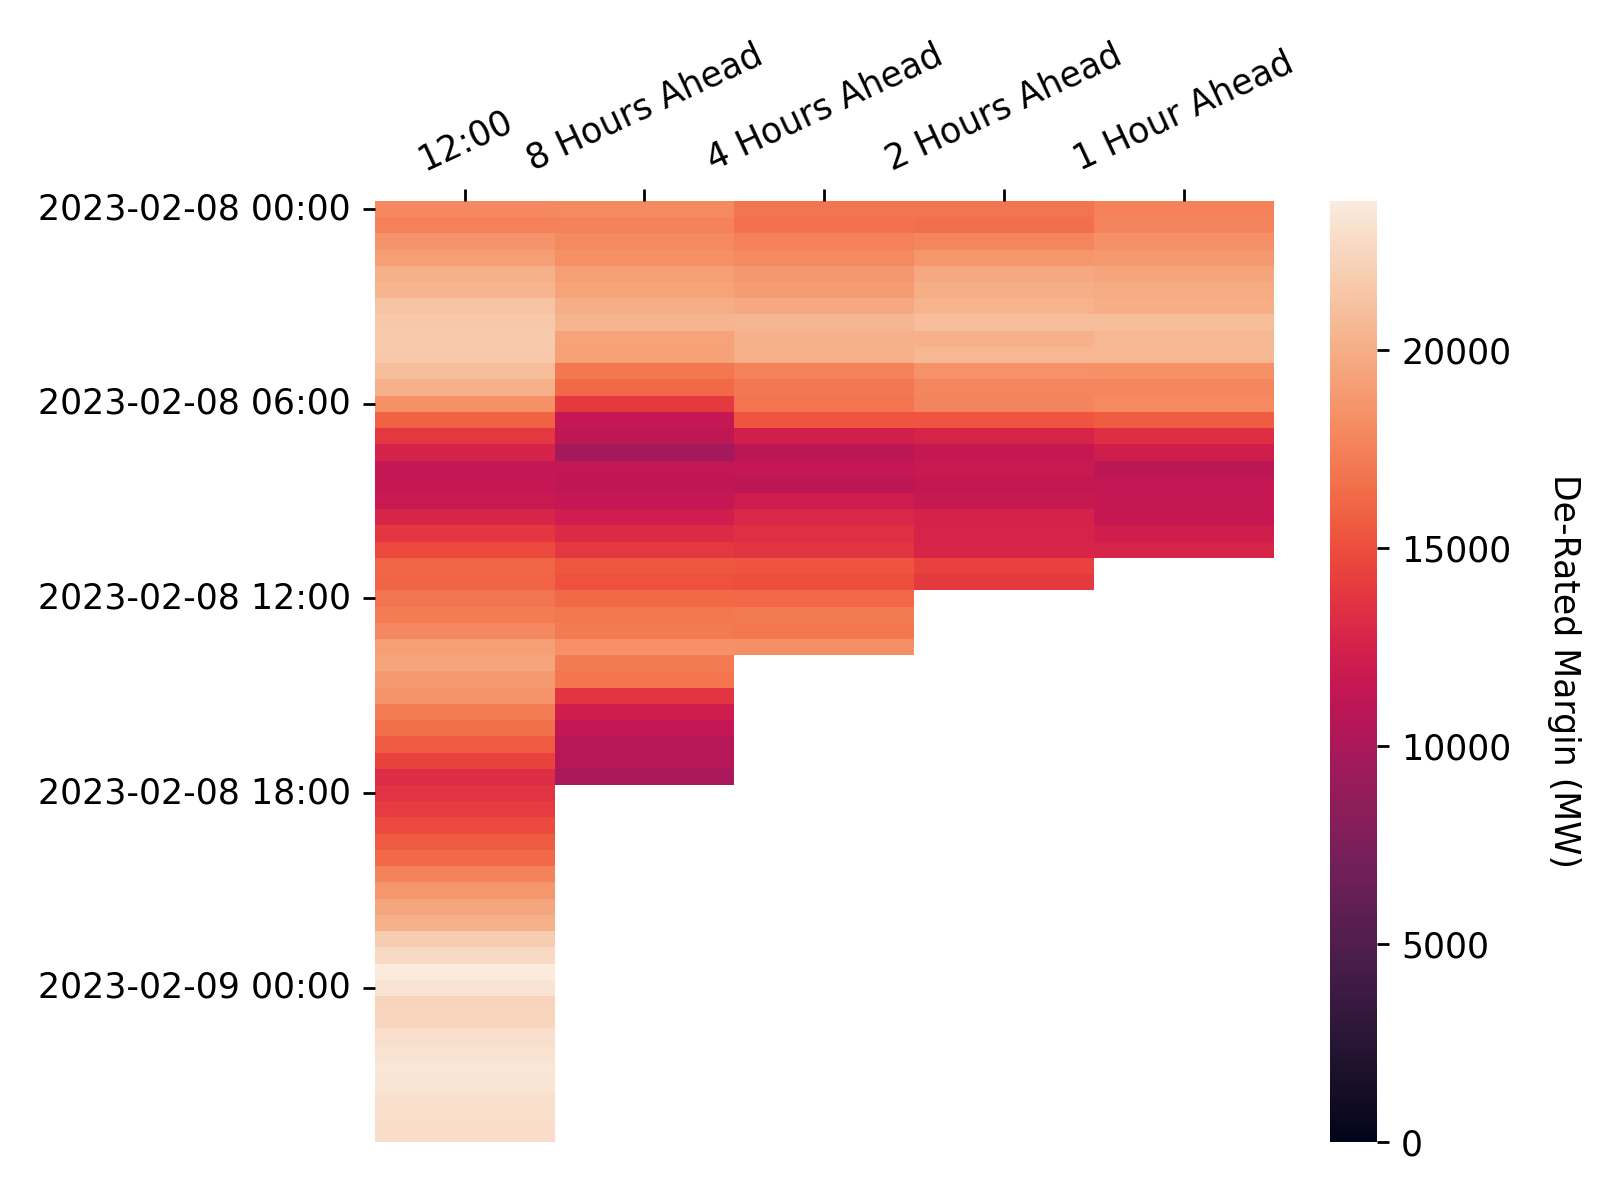 12:00
8 Hours Ahead
4 Hours Ahead
2 Hours Ahead
1 Hour Ahead
2023-02-08 00:00
2023-02-08 06:00
2023-02-08 12:00
2023-02-08 18:00
2023-02-09 00:00
20000
15000
10000
5000
0
De-Rated Margin (MW)